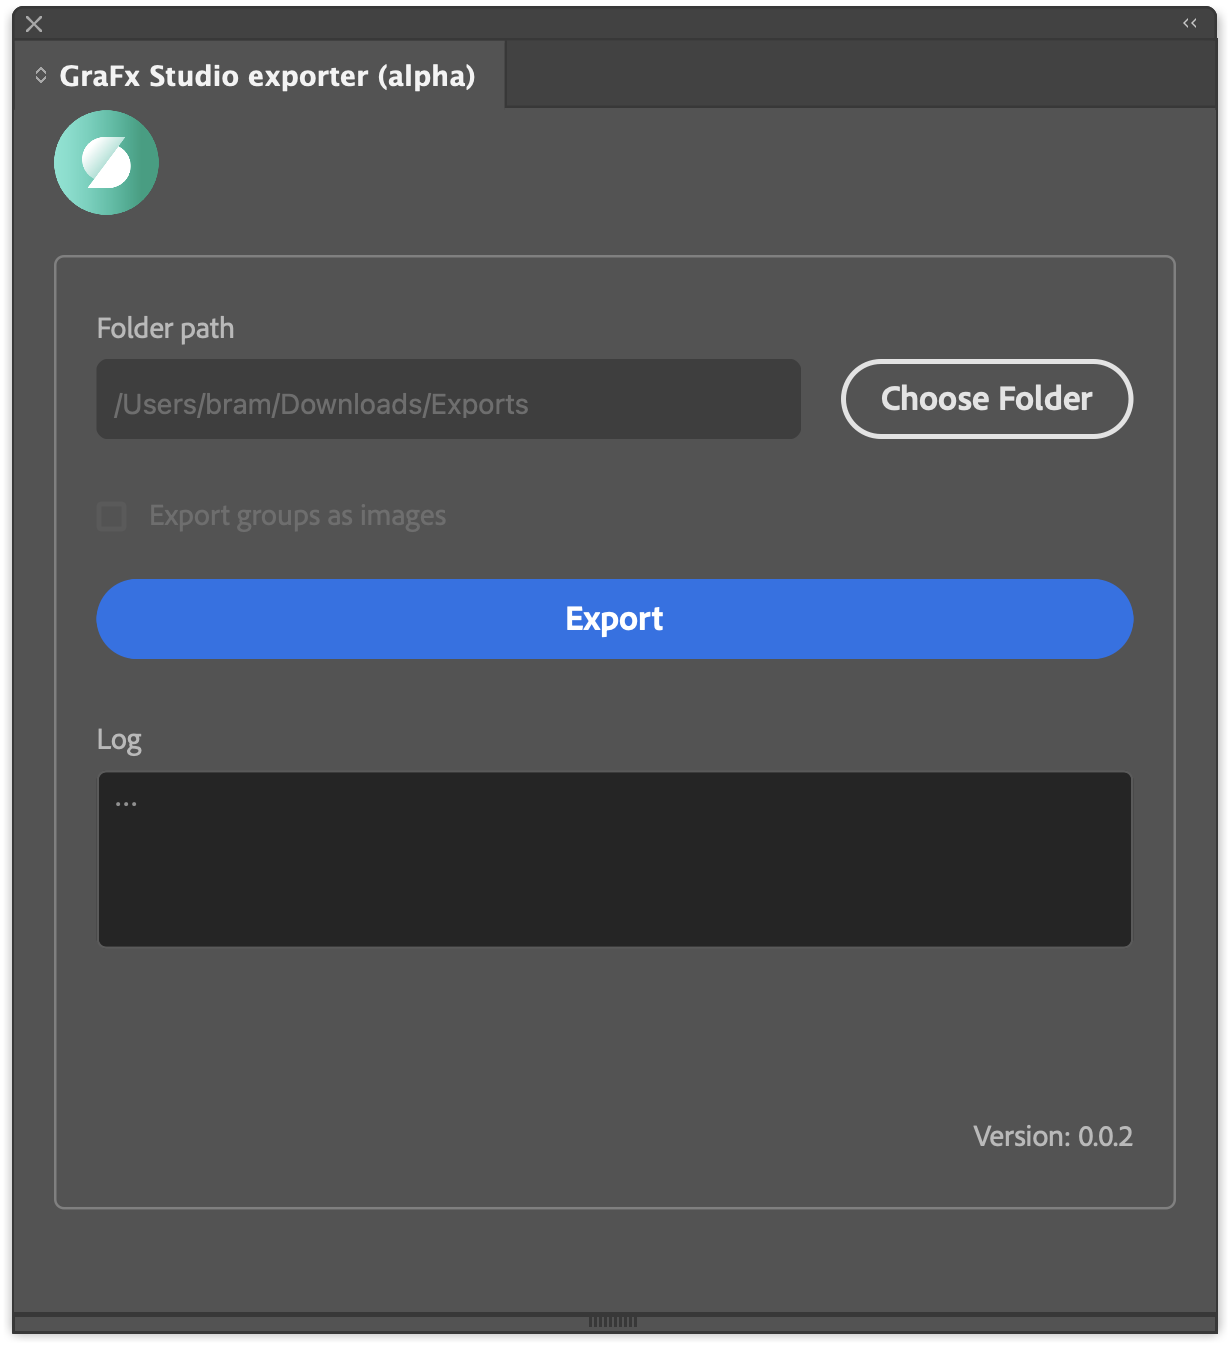 GraFx Studio exporter (alpha)
Folder path
/Users/bram/Downloads/Exports
Choose Folder
Export groups as images
Export
Log
...
Version: 0.0.2